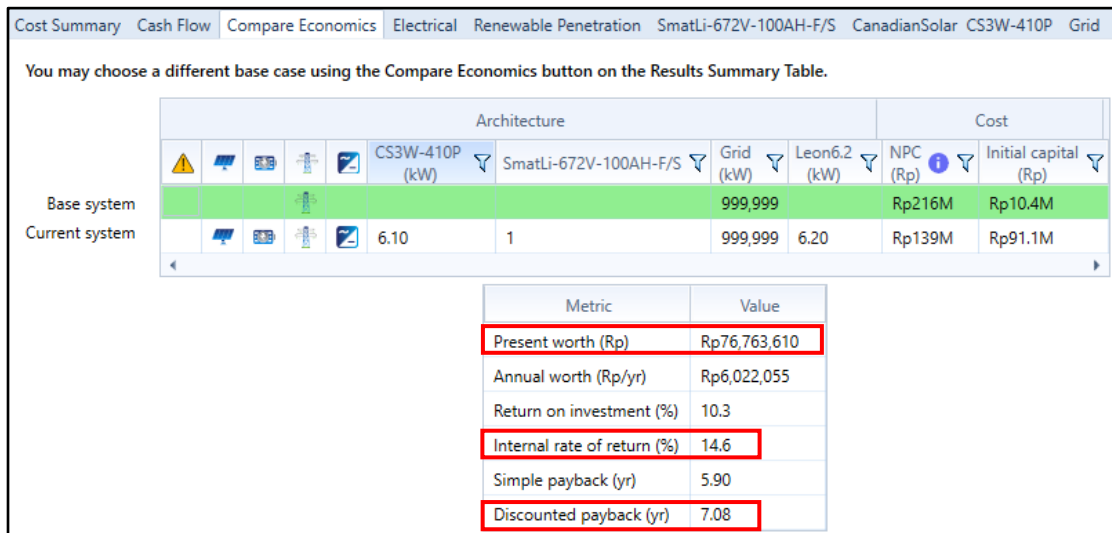 Cost Summary Cash Flow Compare Economics Electrical Renewable Penetration SmatLi-672V-100AH-F/S CanadianSolar CS3W-410P Grid
You may choose a different base case using the Compare Economics button on the Results Summary Table.
Architecture Cost
CS3W-410P (kW) SmatLi-672V-100AH-F/S Grid (kW) Leon6.2 (kW) NPC (Rp) Initial capital (Rp)
Base system 999,999 Rp216M Rp10.4M
Current system 6.10 1 999,999 6.20 Rp139M Rp91.1M
Metric Value
Present worth (Rp) Rp76,763,610
Annual worth (Rp/yr) Rp6,022,055
Return on investment (%) 10.3
Internal rate of return (%) 14.6
Simple payback (yr) 5.90
Discounted payback (yr) 7.08